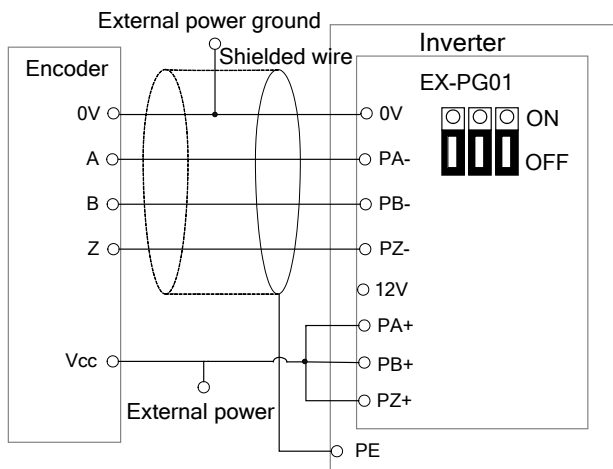 External power ground
Shielded wire
Inverter
Encoder
EX-PG01
ON
OFF
0V
0V
A
PA-
B
PB-
Z
PZ-
12V
PA+
Vcc
PB+
PZ+
External power
PE